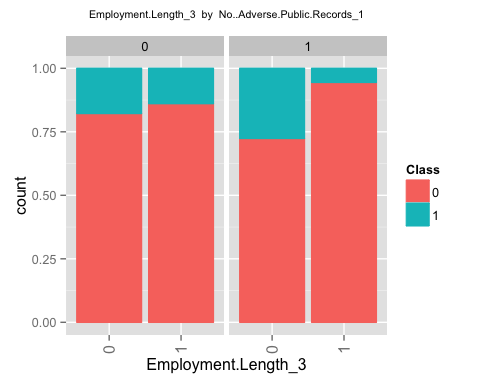 Employment.Length_3 by No..Adverse.Public.Records_1
0 1
1.00
0.75
0.50
0.25
0.00
count
0 1 0 1
Employment.Length_3
Class
0
1